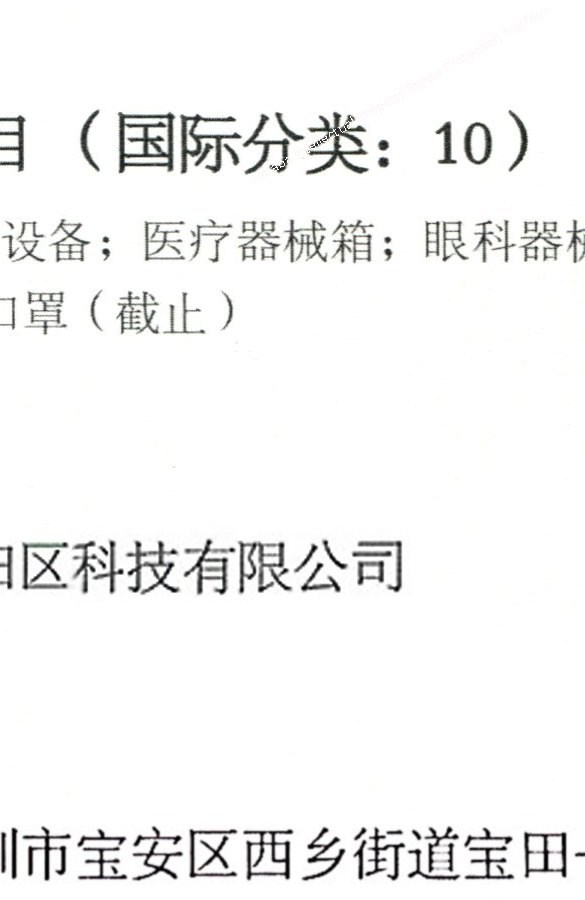 目（国际分类：10）
设备；医疗器械箱；眼科器械
口罩（截止）
田区科技有限公司
圳市宝安区西乡街道宝田一